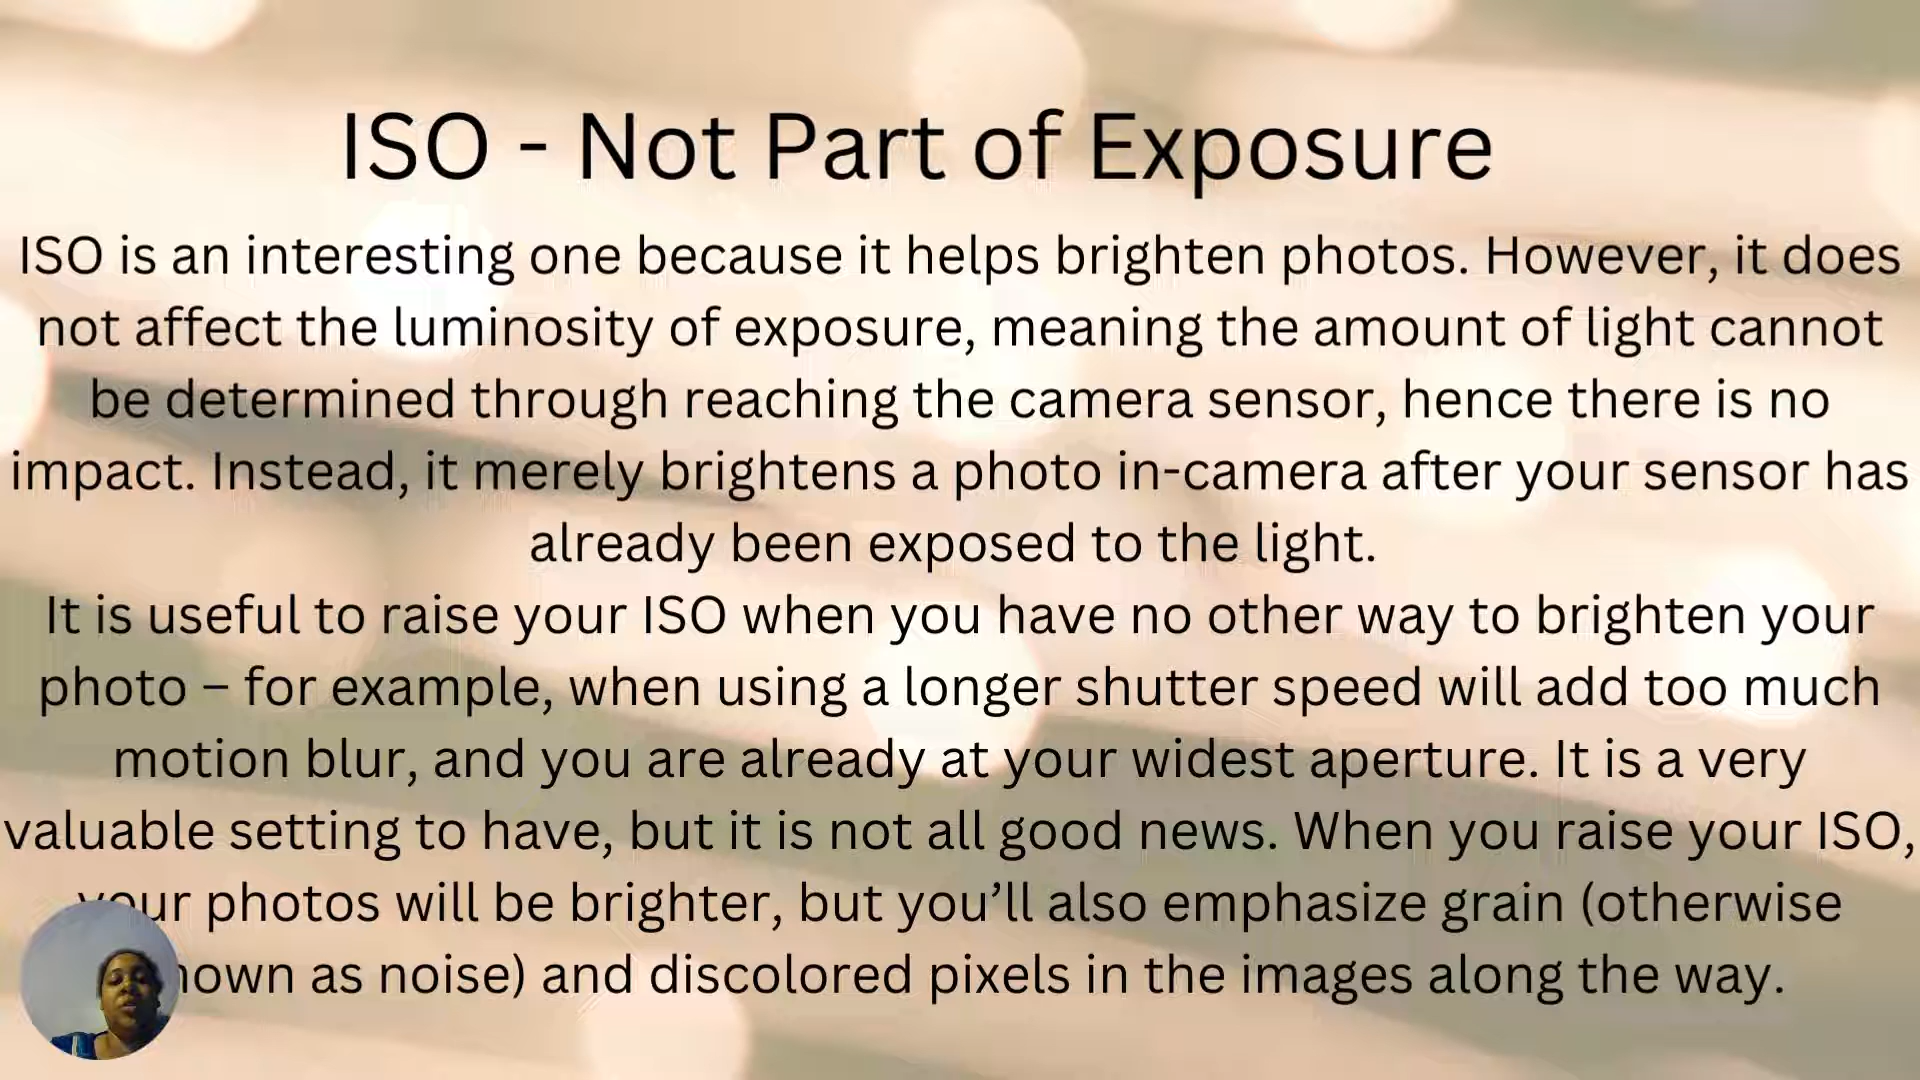 ISO - Not Part of Exposure
ISO is an interesting one because it helps brighten photos. However, it does
not affect the luminosity of exposure, meaning the amount of light cannot
be determined through reaching the camera sensor, hence there is no
impact. Instead, it merely brightens a photo in-camera after your sensor has
already been exposed to the light.
It is useful to raise your ISO when you have no other way to brighten your
photo – for example, when using a longer shutter speed will add too much
motion blur, and you are already at your widest aperture. It is a very
valuable setting to have, but it is not all good news. When you raise your ISO,
your photos will be brighter, but you’ll also emphasize grain (otherwise
nown as noise) and discolored pixels in the images along the way.